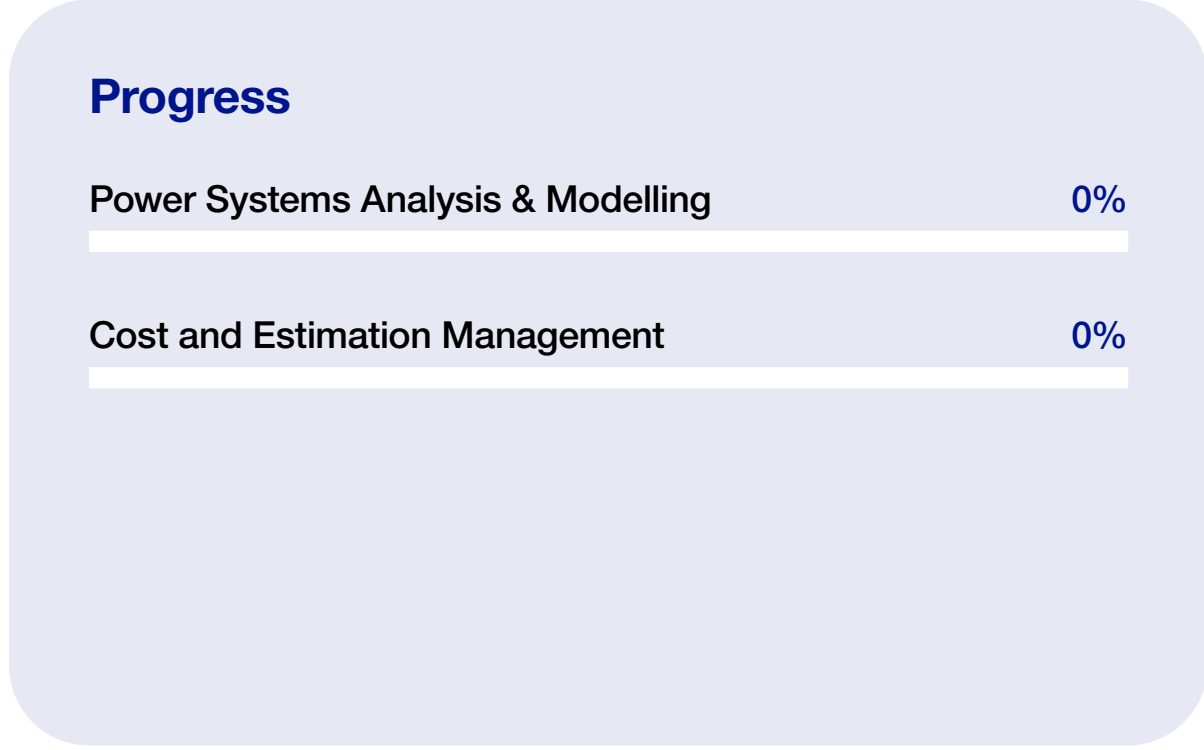 Progress
Power Systems Analysis & Modelling 0%
Cost and Estimation Management 0%